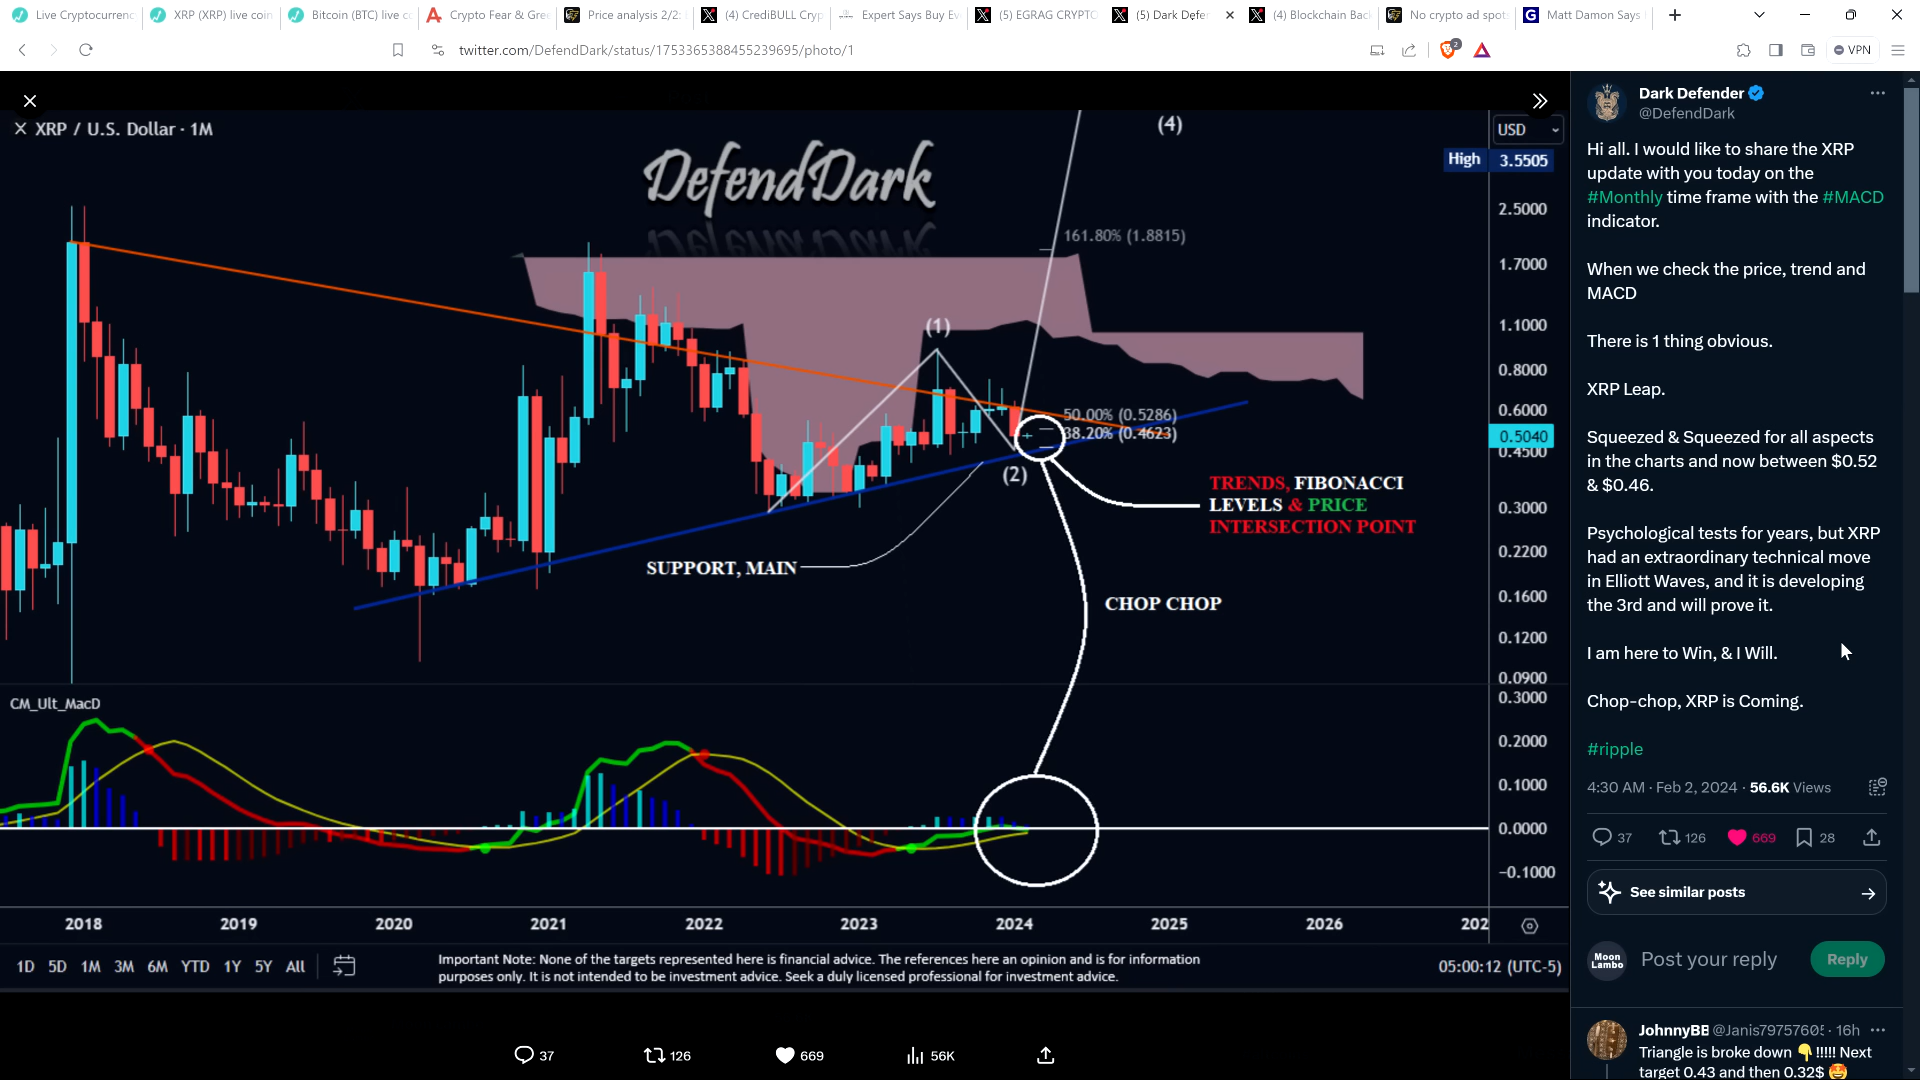 Live Cryptocurrenc
XRP (XRP) live coin
Bitcoin (BTC) live co
Crypto Fear & Gree
Price analysis 2/2:
(4) CrediBULL Cryp
Expert Says Buy Ev
(5) EGRAG CRYPTO
(5) Dark Defer
(4) Blockchain Bac
No crypto ad spots
Matt Damon Says
twitter.com/DefendDark/status/1753365388455239695/photo/1
2
VPN
XRP / U.S. Dollar · 1M
DefendDark
USD
High 3.5505
2.5000
1.7000
1.1000
0.8000
0.6000
0.5040
0.4500
0.3000
0.2200
0.1600
0.1200
0.0900
(4)
161.80% (1.8815)
(1)
50.00% (0.5286)
38.20% (0.4623)
(2)
TRENDS, FIBONACCI
LEVELS & PRICE
INTERSECTION POINT
SUPPORT, MAIN
CHOP CHOP
CM_Ult_MacD
0.3000
0.2000
0.1000
0.0000
-0.1000
2018 2019 2020 2021 2022 2023 2024 2025 2026 202
1D 5D 1M 3M 6M YTD 1Y 5Y All
Important Note: None of the targets represented here is financial advice. The references here an opinion and is for information
purposes only. It is not intended to be investment advice. Seek a duly licensed professional for investment advice.
05:00:12 (UTC-5)
37 126 669 56K
Dark Defender
@DefendDark
Hi all. I would like to share the XRP
update with you today on the
#Monthly time frame with the #MACD
indicator.
When we check the price, trend and
MACD
There is 1 thing obvious.
XRP Leap.
Squeezed & Squeezed for all aspects
in the charts and now between $0.52
& $0.46.
Psychological tests for years, but XRP
had an extraordinary technical move
in Elliott Waves, and it is developing
the 3rd and will prove it.
I am here to Win, & I Will.
Chop-chop, XRP is Coming.
#ripple
4:30 AM · Feb 2, 2024 · 56.6K Views
37 126 669 28
See similar posts
Moon
Lambo
Post your reply
Reply
JohnnyBB @Janis79757605 · 16h
Triangle is broke down 👇 !!!!! Next
target 0.43 and then 0.32$ 🤩